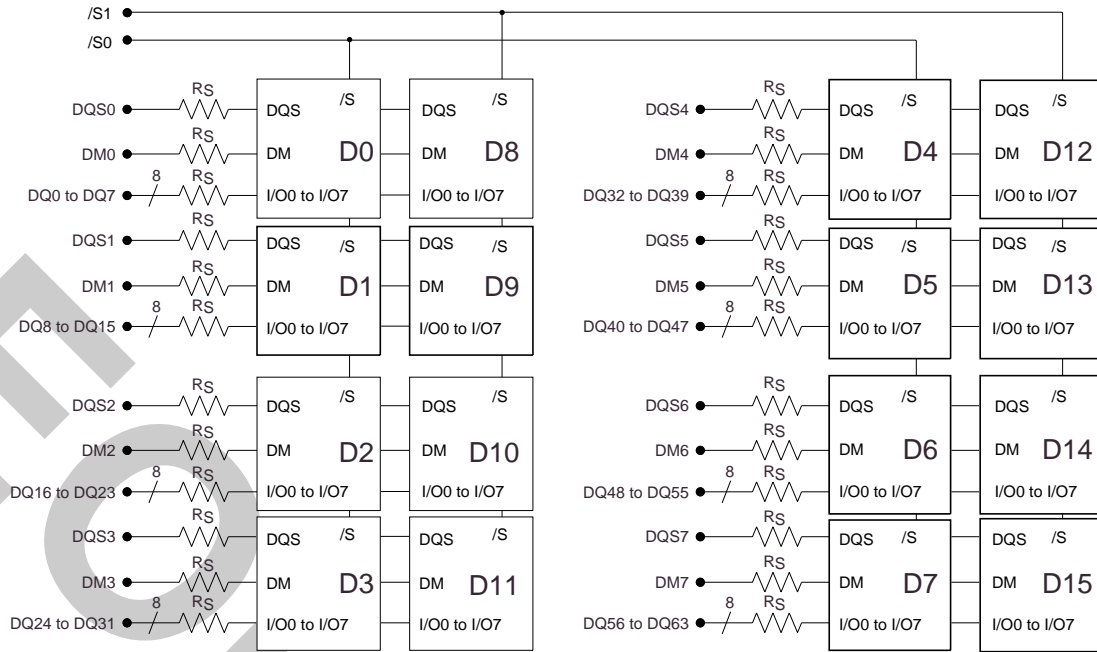 /S1
/S0
RS
DQS0
DQS /S
DQS /S
RS
DM0
DM D0
DM D8
8 RS
DQ0 to DQ7
I/O0 to I/O7
I/O0 to I/O7
RS
DQS1
DQS /S
DQS /S
RS
DM1
DM D1
DM D9
8 RS
DQ8 to DQ15
I/O0 to I/O7
I/O0 to I/O7
RS
DQS2
DQS /S
DQS /S
RS
DM2
DM D2
DM D10
8 RS
DQ16 to DQ23
I/O0 to I/O7
I/O0 to I/O7
RS
DQS3
DQS /S
DQS /S
RS
DM3
DM D3
DM D11
8 RS
DQ24 to DQ31
I/O0 to I/O7
I/O0 to I/O7
RS
DQS4
DQS /S
DQS /S
RS
DM4
DM D4
DM D12
8 RS
DQ32 to DQ39
I/O0 to I/O7
I/O0 to I/O7
RS
DQS5
DQS /S
DQS /S
RS
DM5
DM D5
DM D13
8 RS
DQ40 to DQ47
I/O0 to I/O7
I/O0 to I/O7
RS
DQS6
DQS /S
DQS /S
RS
DM6
DM D6
DM D14
8 RS
DQ48 to DQ55
I/O0 to I/O7
I/O0 to I/O7
RS
DQS7
DQS /S
DQS /S
RS
DM7
DM D7
DM D15
8 RS
DQ56 to DQ63
I/O0 to I/O7
I/O0 to I/O7